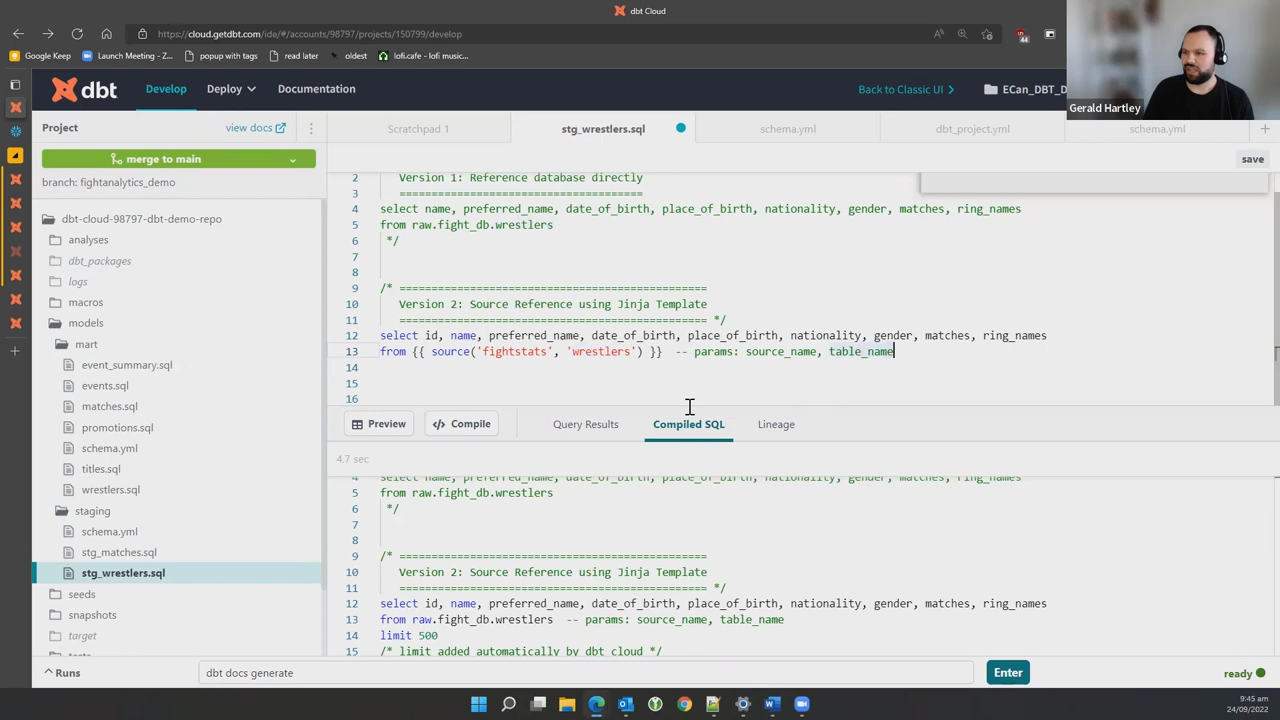 dbt Cloud
https://cloud.getdbt.com/ide/#/accounts/98797/projects/150799/develop
Google Keep
Launch Meeting - Z...
popup with tags
read later
oldest
lofi.cafe - lofi music...
44
Gerald Hartley
dbt
Develop
Deploy
Documentation
Back to Classic UI
ECan_DBT_D
Project
view docs
merge to main
branch: fightanalytics_demo
dbt-cloud-98797-dbt-demo-repo
analyses
dbt_packages
logs
macros
models
mart
event_summary.sql
events.sql
matches.sql
promotions.sql
schema.yml
titles.sql
wrestlers.sql
staging
schema.yml
stg_matches.sql
stg_wrestlers.sql
seeds
snapshots
target
tests
Scratchpad 1
stg_wrestlers.sql
schema.yml
dbt_project.yml
schema.yml
save
2 Version 1: Reference database directly
3 ======================================
4 select name, preferred_name, date_of_birth, place_of_birth, nationality, gender, matches, ring_names
5 from raw.fight_db.wrestlers
6 */
7
8
9 /* ==============================================
10 Version 2: Source Reference using Jinja Template
11 ============================================== */
12 select id, name, preferred_name, date_of_birth, place_of_birth, nationality, gender, matches, ring_names
13 from {{ source('fightstats', 'wrestlers') }} -- params: source_name, table_name
14
15
16
Preview
Compile
Query Results
Compiled SQL
Lineage
4.7 sec
4 select name, preferred_name, date_of_birth, place_of_birth, nationality, gender, matches, ring_names
5 from raw.fight_db.wrestlers
6 */
7
8
9 /* ==============================================
10 Version 2: Source Reference using Jinja Template
11 ============================================== */
12 select id, name, preferred_name, date_of_birth, place_of_birth, nationality, gender, matches, ring_names
13 from raw.fight_db.wrestlers -- params: source_name, table_name
14 limit 500
15 /* limit added automatically by dbt cloud */
Runs
dbt docs generate
Enter
ready
9:45 am
24/09/2022